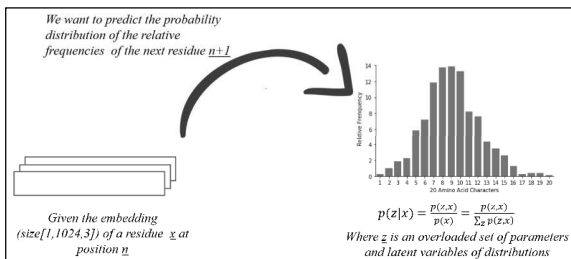 We want to predict the probability
distribution of the relative
frequencies of the next residue n+1
14
12
10
8
6
4
2
0
Relative Frenquency
1 2 3 4 5 6 7 8 9 10 11 12 13 14 15 16 17 18 19 20
20 Amino Acid Characters
Given the embedding
(size[1,1024,3]) of a residue x at
position n
p(z|x) = p(z,x)/p(x) = p(z,x)/∑z p(z,x)
Where z is an overloaded set of parameters
and latent variables of distributions